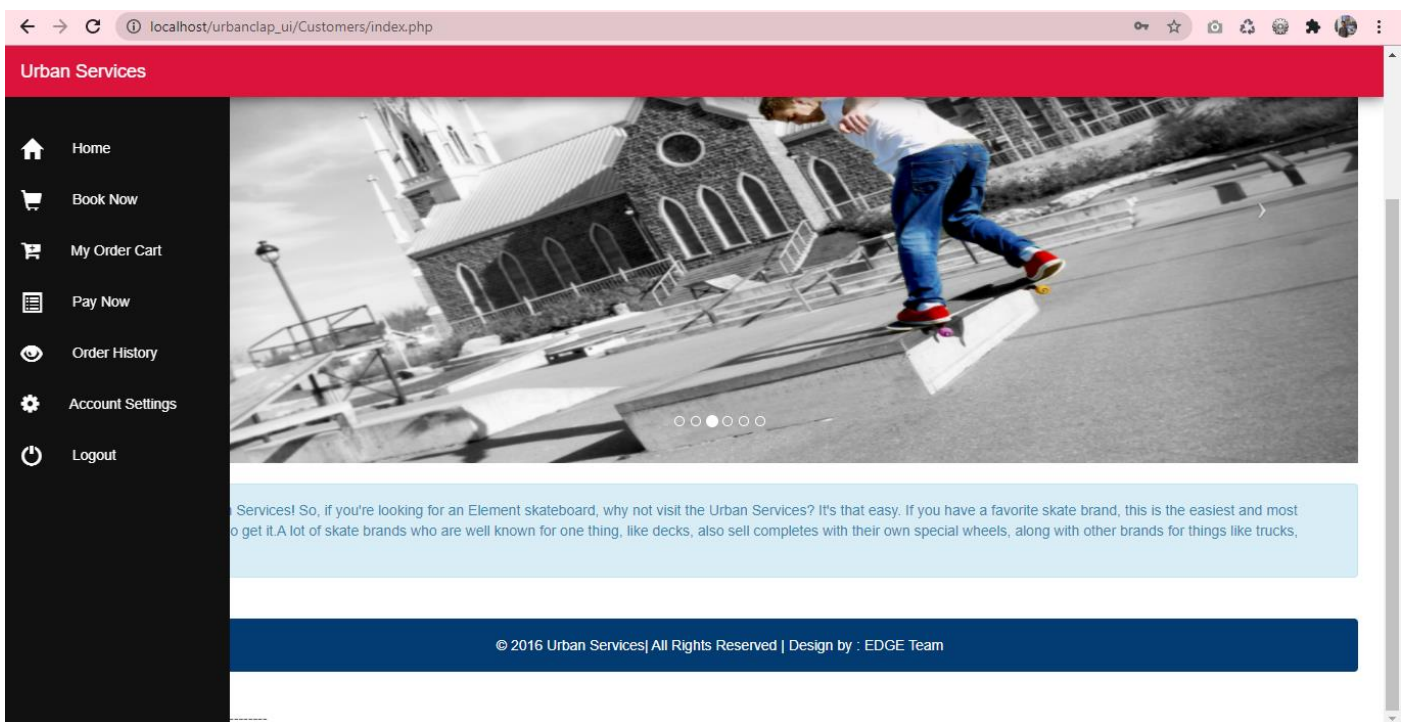 localhost/urbanclap_ui/Customers/index.php
Urban Services
Home
Book Now
My Order Cart
Pay Now
Order History
Account Settings
Logout
Services! So, if you're looking for an Element skateboard, why not visit the Urban Services? It's that easy. If you have a favorite skate brand, this is the easiest and most
o get it.A lot of skate brands who are well known for one thing, like decks, also sell completes with their own special wheels, along with other brands for things like trucks,
© 2016 Urban Services| All Rights Reserved | Design by : EDGE Team